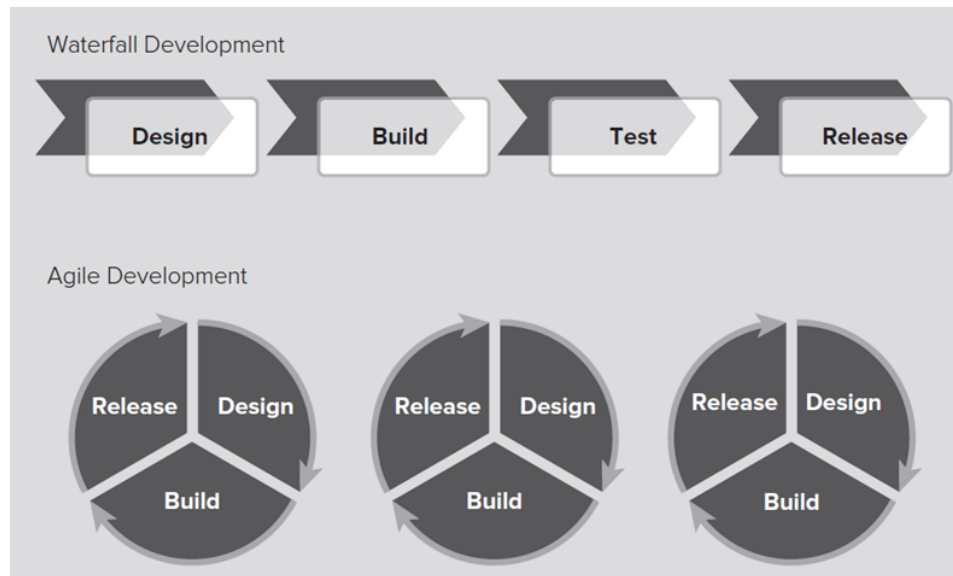 Waterfall Development
Design
Build
Test
Release
Agile Development
Release
Design
Build
Release
Design
Build
Release
Design
Build